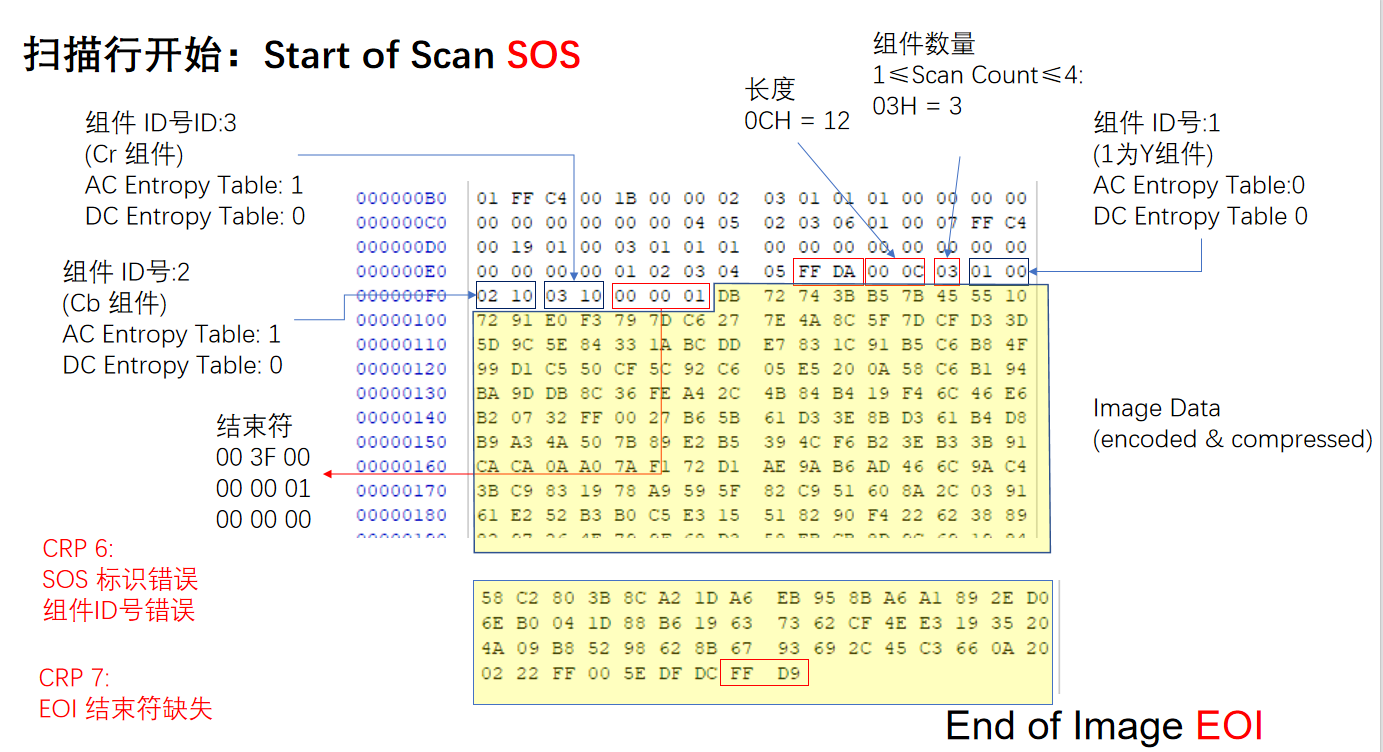 扫描行开始：Start of Scan SOS
组件数量
1≤Scan Count≤4:
03H = 3
长度
0CH = 12
组件 ID号ID:3
(Cr 组件)
AC Entropy Table: 1
DC Entropy Table: 0
组件 ID号:1
(1为Y组件)
AC Entropy Table:0
DC Entropy Table 0
组件 ID号:2
(Cb 组件)
AC Entropy Table: 1
DC Entropy Table: 0
000000B0 01 FF C4 00 1B 00 00 02 03 01 01 01 00 00 00 00
000000C0 00 00 00 00 00 00 04 05 02 03 06 01 00 07 FF C4
000000D0 00 19 01 00 03 01 01 01 00 00 00 00 00 00 00 00
000000E0 00 00 00 00 01 02 03 04 05 FF DA 00 0C 03 01 00
000000F0 02 10 03 10 00 00 01 DB 72 74 3B B5 7B 45 55 10
00000100 72 91 E0 F3 79 7D C6 27 7E 4A 8C 5F 7D CF D3 3D
00000110 5D 9C 5E 84 33 1A BC DD E7 83 1C 91 B5 C6 B8 4F
00000120 99 D1 C5 50 CF 5C 92 C6 05 E5 20 0A 58 C6 B1 94
00000130 BA 9D DB 8C 36 FE A4 2C 4B 84 B4 19 F4 6C 46 E6
00000140 B2 07 32 FF 00 27 B6 5B 61 D3 3E 8B D3 61 B4 D8
00000150 B9 A3 4A 50 7B 89 E2 B5 39 4C F6 B2 3E B3 3B 91
00000160 CA CA 0A A0 7A F1 72 D1 AE 9A B6 AD 46 6C 9A C4
00000170 3B C9 83 19 78 A9 59 5F 82 C9 51 60 8A 2C 03 91
00000180 61 E2 52 B3 B0 C5 E3 15 51 82 90 F4 22 62 38 89
结束符
00 3F 00
00 00 01
00 00 00
Image Data
(encoded & compressed)
CRP 6:
SOS 标识错误
组件ID号错误
58 C2 80 3B 8C A2 1D A6 EB 95 8B A6 A1 89 2E D0
6E B0 04 1D 88 B6 19 63 73 62 CF 4E E3 19 35 20
4A 09 B8 52 98 62 8B 67 93 69 2C 45 C3 66 0A 20
02 22 FF 00 5E DF DC FF D9
CRP 7:
EOI 结束符缺失
End of Image EOI